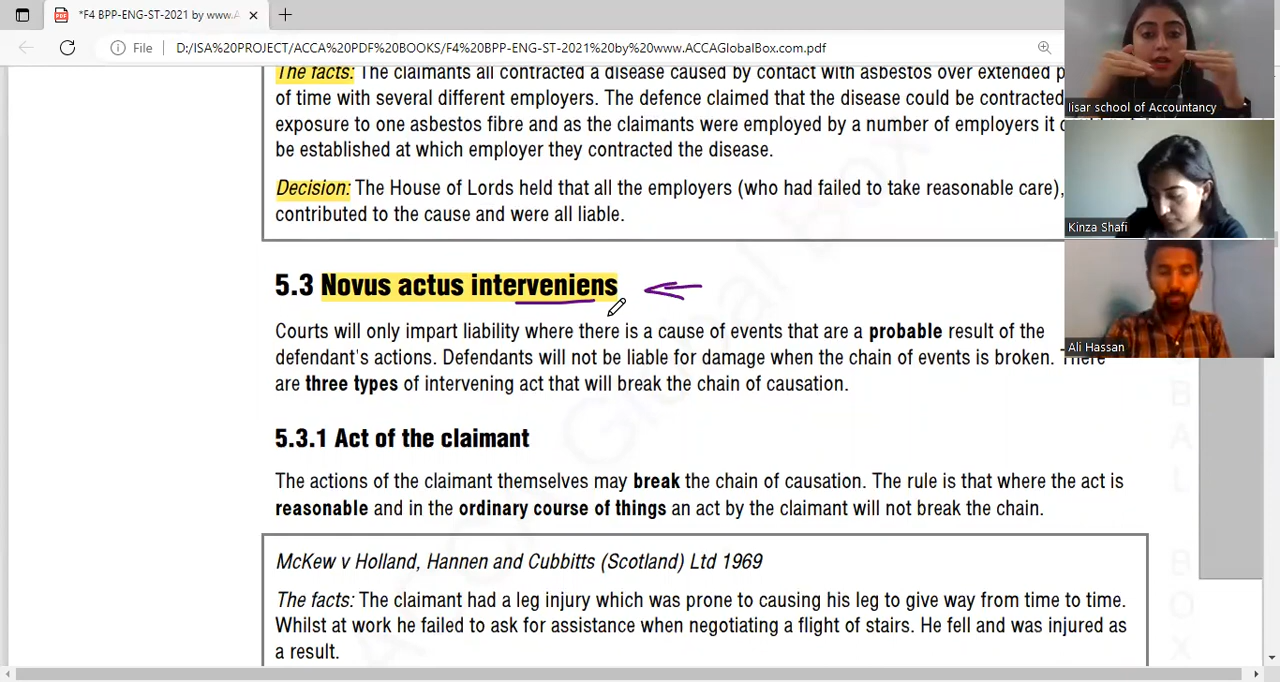 *F4 BPP-ENG-ST-2021 by www.A
File
D:/ISA%20PROJECT/ACCA%20PDF%20BOOKS/F4%20BPP-ENG-ST-2021%20by%20www.ACCAGlobalBox.com.pdf
The facts: The claimants all contracted a disease caused by contact with asbestos over extended
of time with several different employers. The defence claimed that the disease could be contracted
exposure to one asbestos fibre and as the claimants were employed by a number of employers it
be established at which employer they contracted the disease.
Decision: The House of Lords held that all the employers (who had failed to take reasonable care),
contributed to the cause and were all liable.
5.3 Novus actus interveniens
Courts will only impart liability where there is a cause of events that are a probable result of the
defendant's actions. Defendants will not be liable for damage when the chain of events is broken. There
are three types of intervening act that will break the chain of causation.
5.3.1 Act of the claimant
The actions of the claimant themselves may break the chain of causation. The rule is that where the act is
reasonable and in the ordinary course of things an act by the claimant will not break the chain.
McKew v Holland, Hannen and Cubbitts (Scotland) Ltd 1969
The facts: The claimant had a leg injury which was prone to causing his leg to give way from time to time.
Whilst at work he failed to ask for assistance when negotiating a flight of stairs. He fell and was injured as
a result.
Iisar school of Accountancy
Kinza Shafi
Ali Hassan